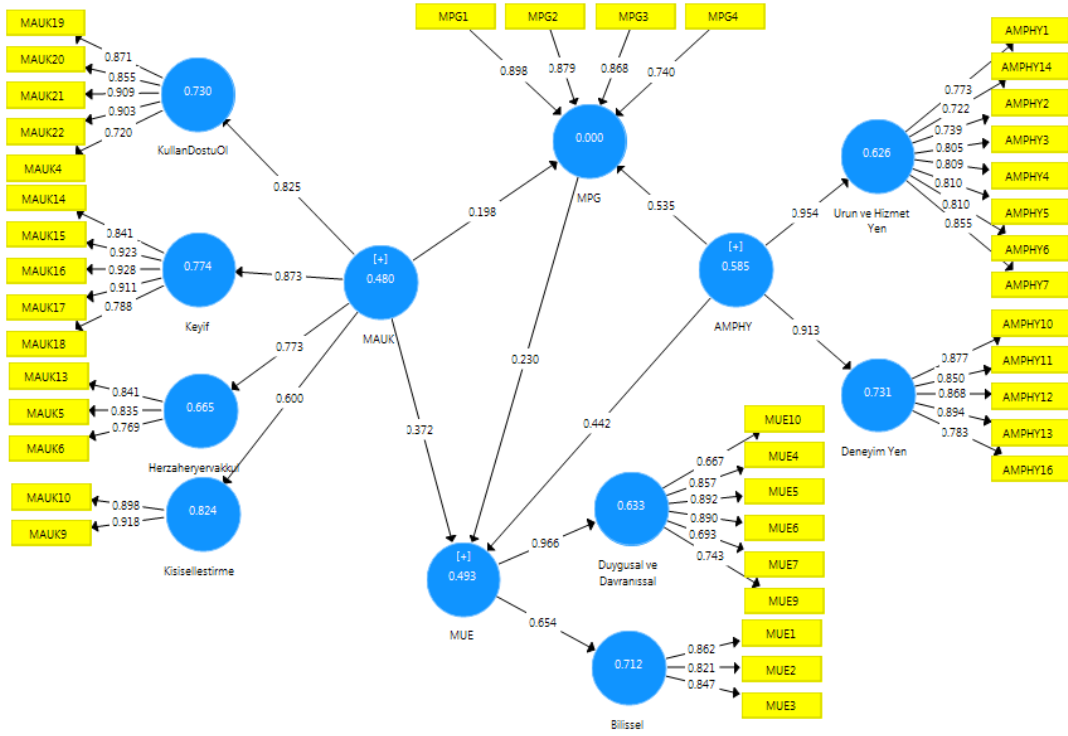 MAUK19
MAUK20
MAUK21
MAUK22
MAUK4
0.871
0.855
0.909
0.903
0.720
0.730
KullanDostuOl
0.825
MAUK14
MAUK15
MAUK16
MAUK17
MAUK18
0.841
0.923
0.928
0.911
0.788
0.774
Keyif
0.873
MAUK13
MAUK5
MAUK6
0.841
0.835
0.769
0.665
Herzaheryervakkul
0.773
MAUK10
MAUK9
0.898
0.918
0.824
Kisisellestirme
0.600
[+]
0.480
MAUK
0.198
0.372
MPG1
MPG2
MPG3
MPG4
0.898
0.879
0.868
0.740
0.000
MPG
0.230
0.535
[+]
0.585
AMPHY
0.442
0.954
0.913
0.626
Urun ve Hizmet
Yen
0.773
0.722
0.739
0.805
0.809
0.810
0.810
0.855
AMPHY1
AMPHY14
AMPHY2
AMPHY3
AMPHY4
AMPHY5
AMPHY6
AMPHY7
0.731
Deneyim Yen
0.877
0.850
0.868
0.894
0.783
AMPHY10
AMPHY11
AMPHY12
AMPHY13
AMPHY16
[+]
0.493
MUE
0.966
0.654
0.633
Duygusal ve
Davranıssal
0.667
0.857
0.892
0.890
0.693
0.743
MUE10
MUE4
MUE5
MUE6
MUE7
MUE9
0.712
Bilissel
0.862
0.821
0.847
MUE1
MUE2
MUE3